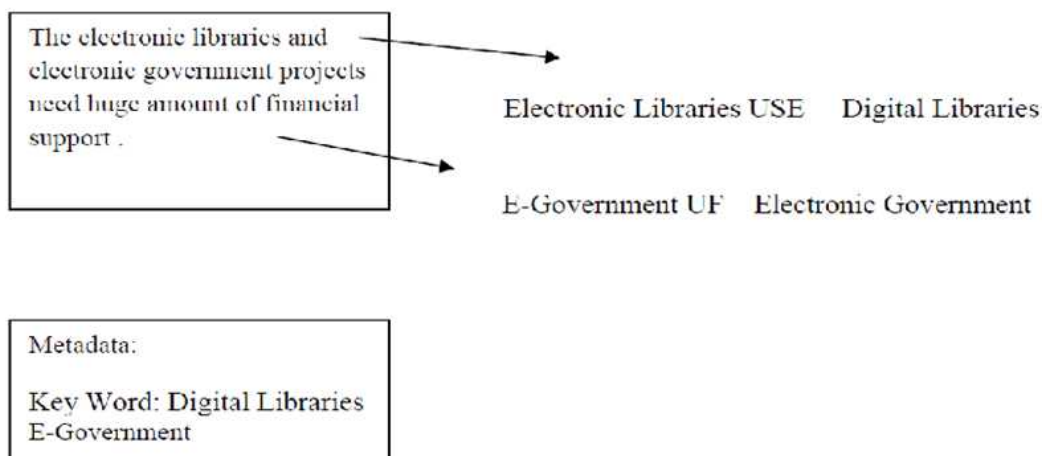 The electronic libraries and
electronic government projects
need huge amount of financial
support .
Electronic Libraries USE Digital Libraries
E-Government UF Electronic Government
Metadata:
Key Word: Digital Libraries
E-Government